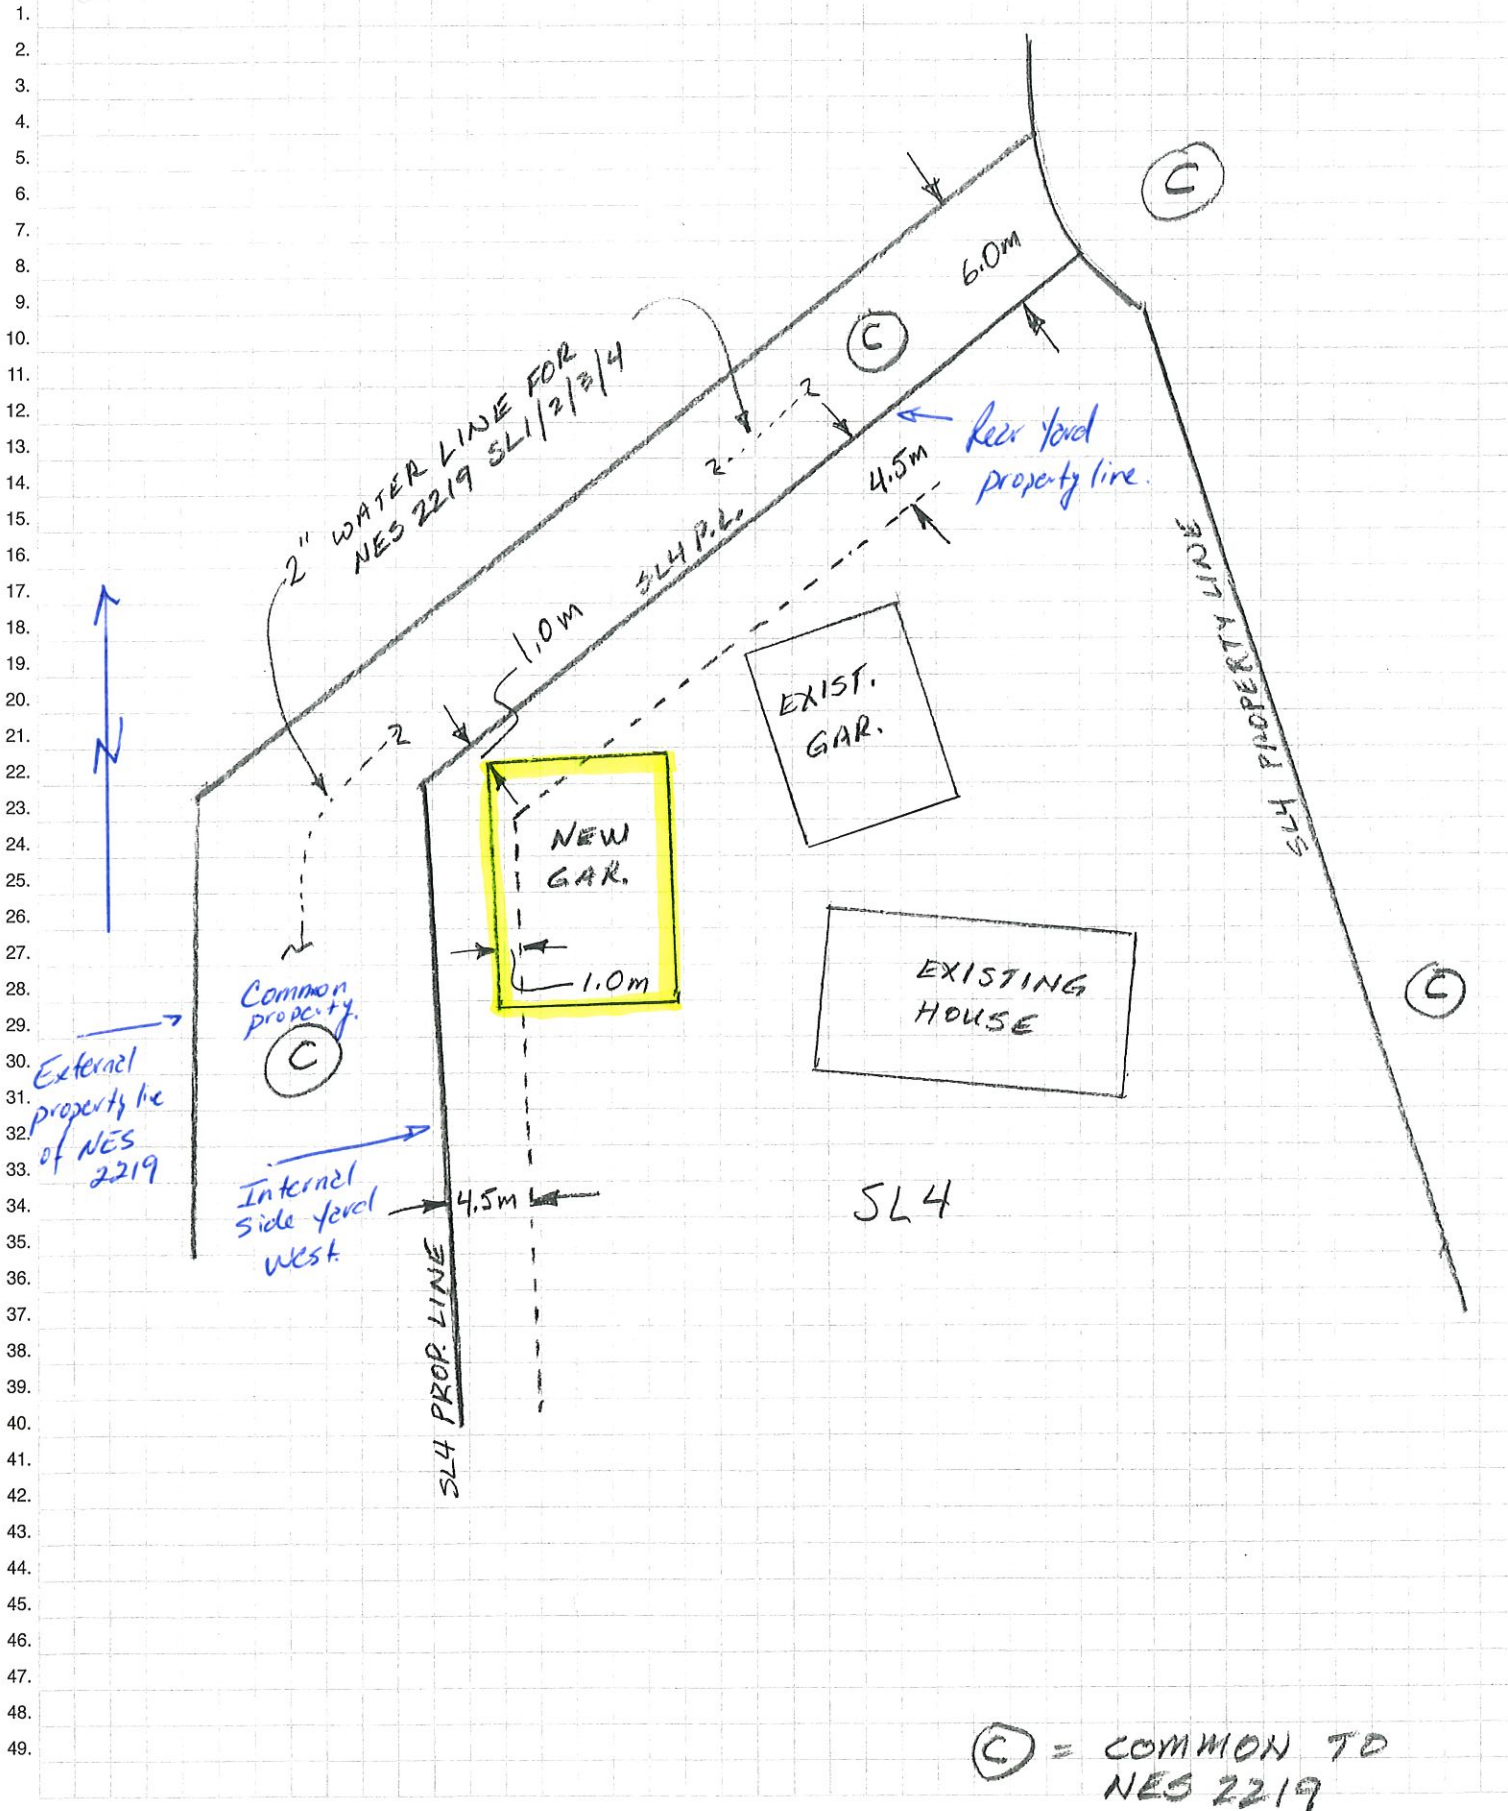 1.
2.
3.
4.
5.
6.
7.
8.
9.
10.
11.
12.
13.
14.
15.
16.
17.
18.
19.
20.
21.
22.
23.
24.
25.
26.
27.
28.
29.
30.
31.
32.
33.
34.
35.
36.
37.
38.
39.
40.
41.
42.
43.
44.
45.
46.
47.
48.
49.
C
6.0m
C
2" WATER LINE FOR
NES 2219 SL1/2/3/4
2
2
Rear Yard
property line.
4.5m
SL4 P.L.
SL4 PROPERTY LINE
1.0m
N
2
EXIST.
GAR.
NEW
GAR.
1.0m
EXISTING
HOUSE
C
Common
property.
C
External
property lie
of NES
2219
Internal
Side Yard
West.
4.5m
SL4
SL4 PROP. LINE
C = COMMON TO
NES 2219